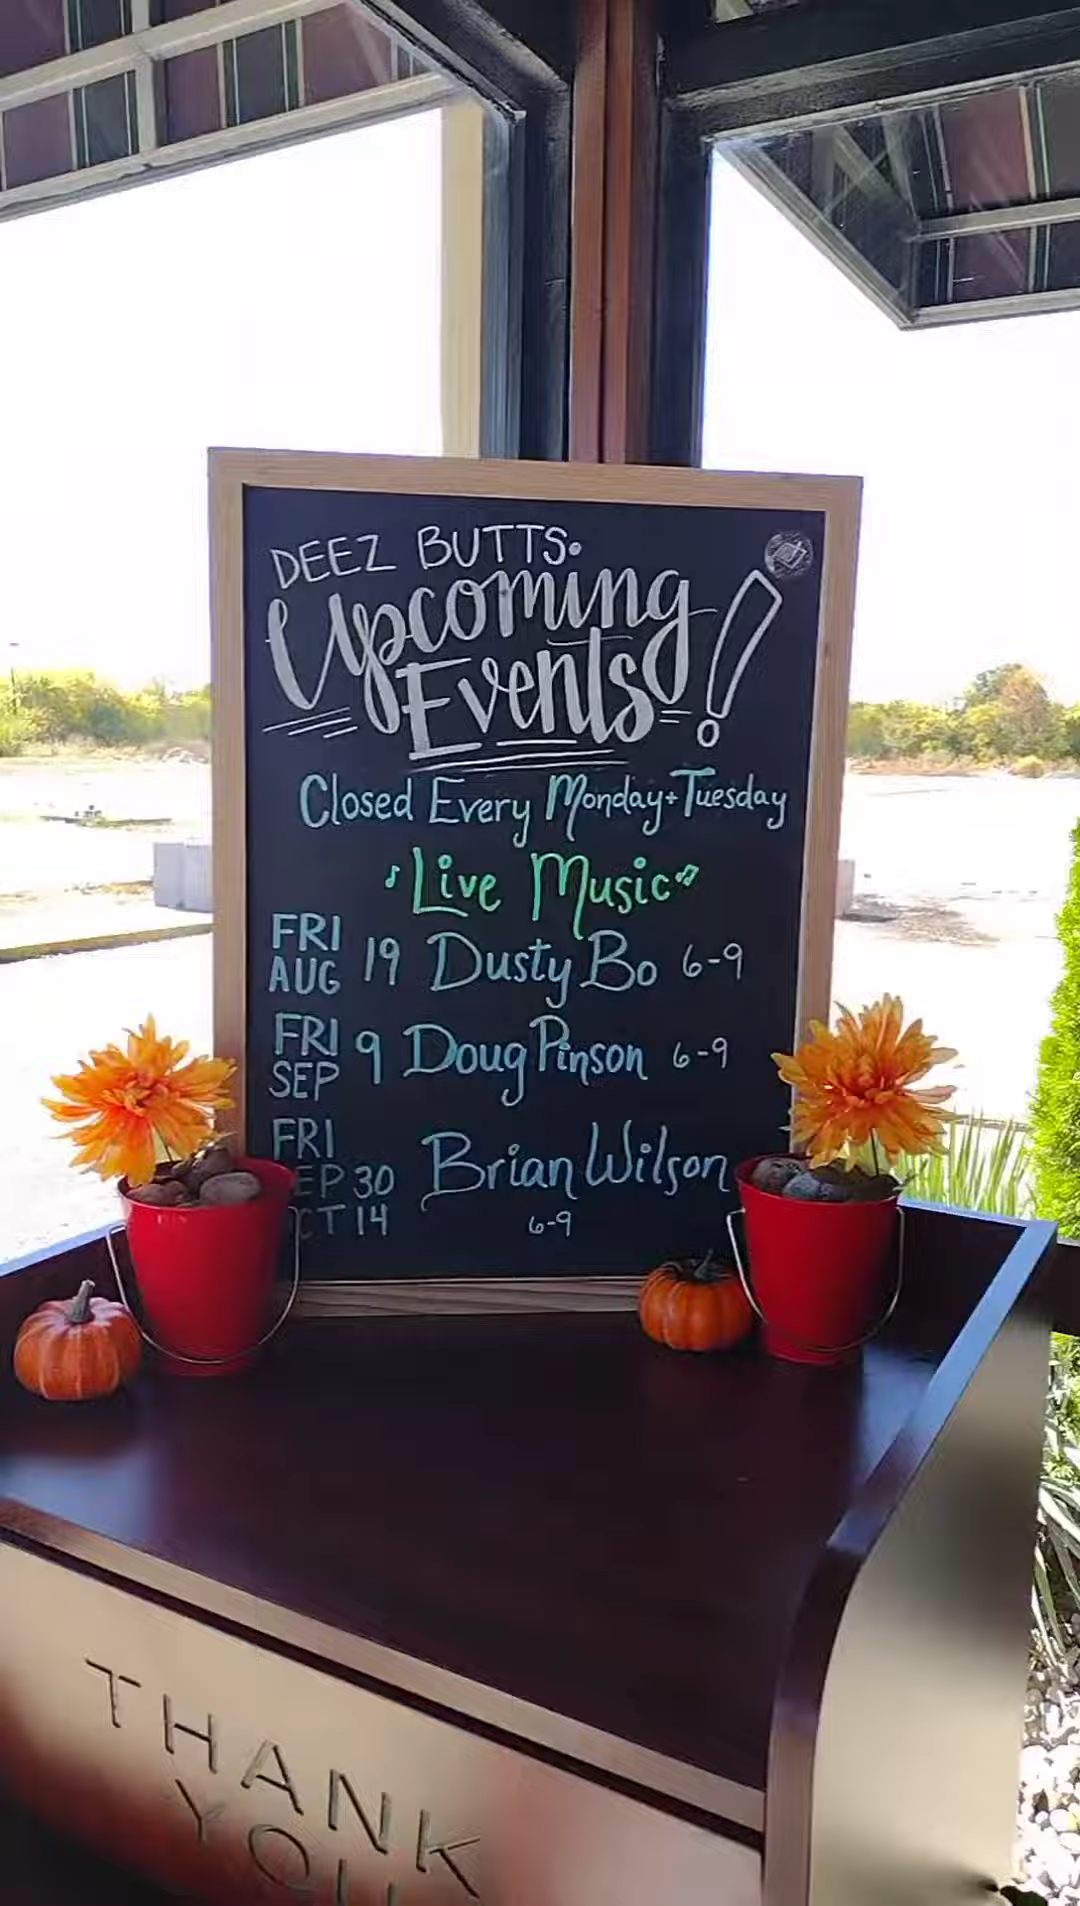 DEEZ BUTTS:
Upcoming
Events!
Closed Every Monday + Tuesday
Live Music
FRI AUG 19 Dusty Bo 6-9
FRI SEP 9 Doug Pinson 6-9
FRI
EP 30 Brian Wilson
CT 14 6-9
THANK
YOU